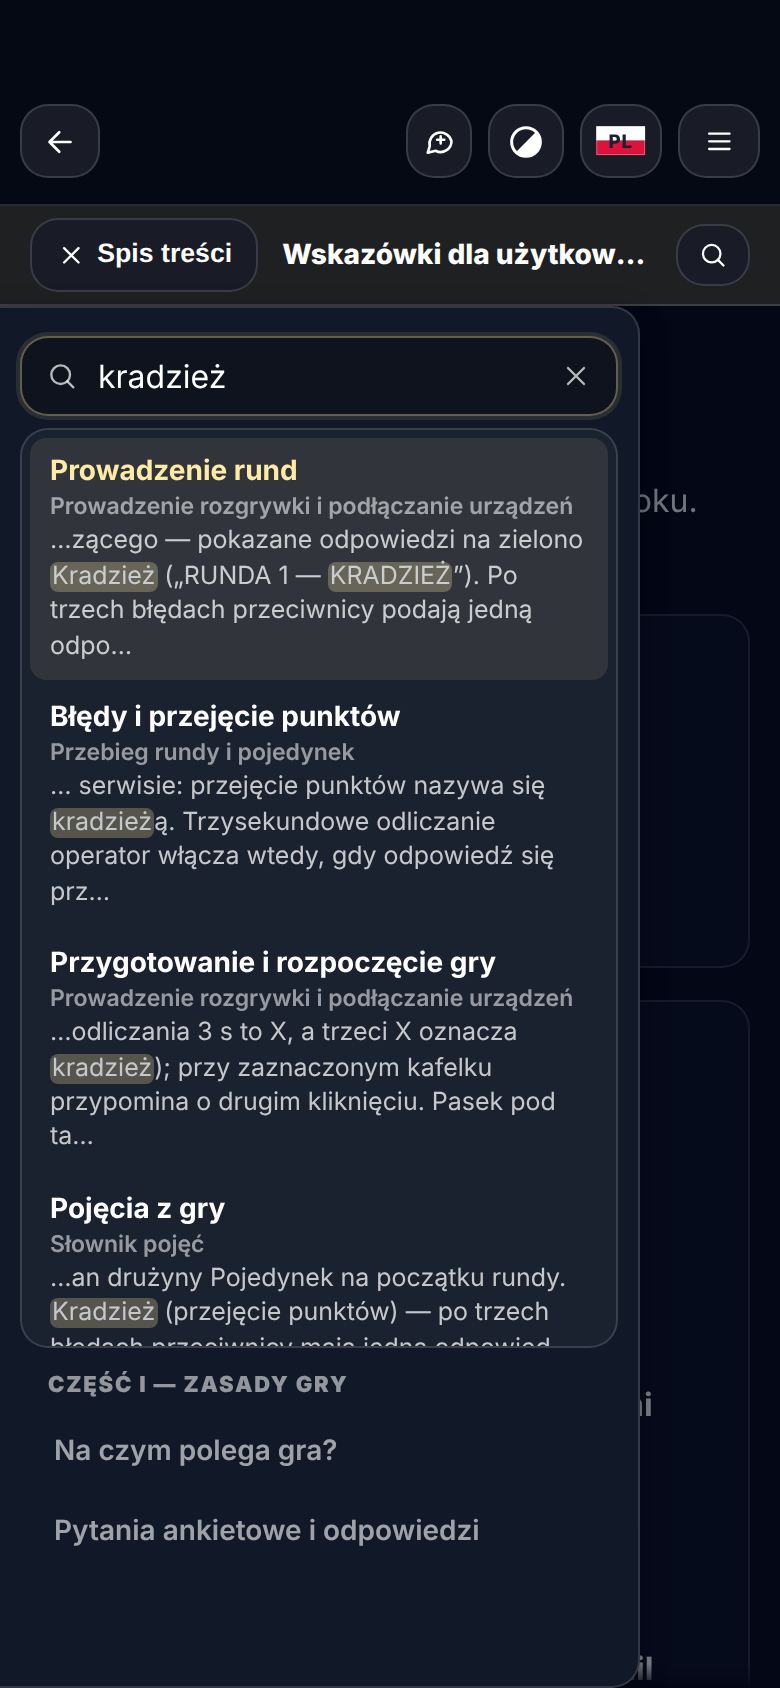 PL
Spis treści
Wskazówki dla użytkow...
kradzież
Prowadzenie rund
Prowadzenie rozgrywki i podłączanie urządzeń
...zącego — pokazane odpowiedzi na zielono
Kradzież („RUNDA 1 — KRADZIEŻ”). Po
trzech błędach przeciwnicy podają jedną
odpo...
oku.
Błędy i przejęcie punktów
Przebieg rundy i pojedynek
... serwisie: przejęcie punktów nazywa się
kradzieżą. Trzysekundowe odliczanie
operator włącza wtedy, gdy odpowiedź się
prz...
Przygotowanie i rozpoczęcie gry
Prowadzenie rozgrywki i podłączanie urządzeń
...odliczania 3 s to X, a trzeci X oznacza
kradzież); przy zaznaczonym kafelku
przypomina o drugim kliknięciu. Pasek pod
ta...
Pojęcia z gry
Słownik pojęć
...an drużyny Pojedynek na początku rundy.
Kradzież (przejęcie punktów) — po trzech
błędach przeciwnicy mają jedną odpowied
CZĘŚĆ I — ZASADY GRY
Na czym polega gra?
Pytania ankietowe i odpowiedzi